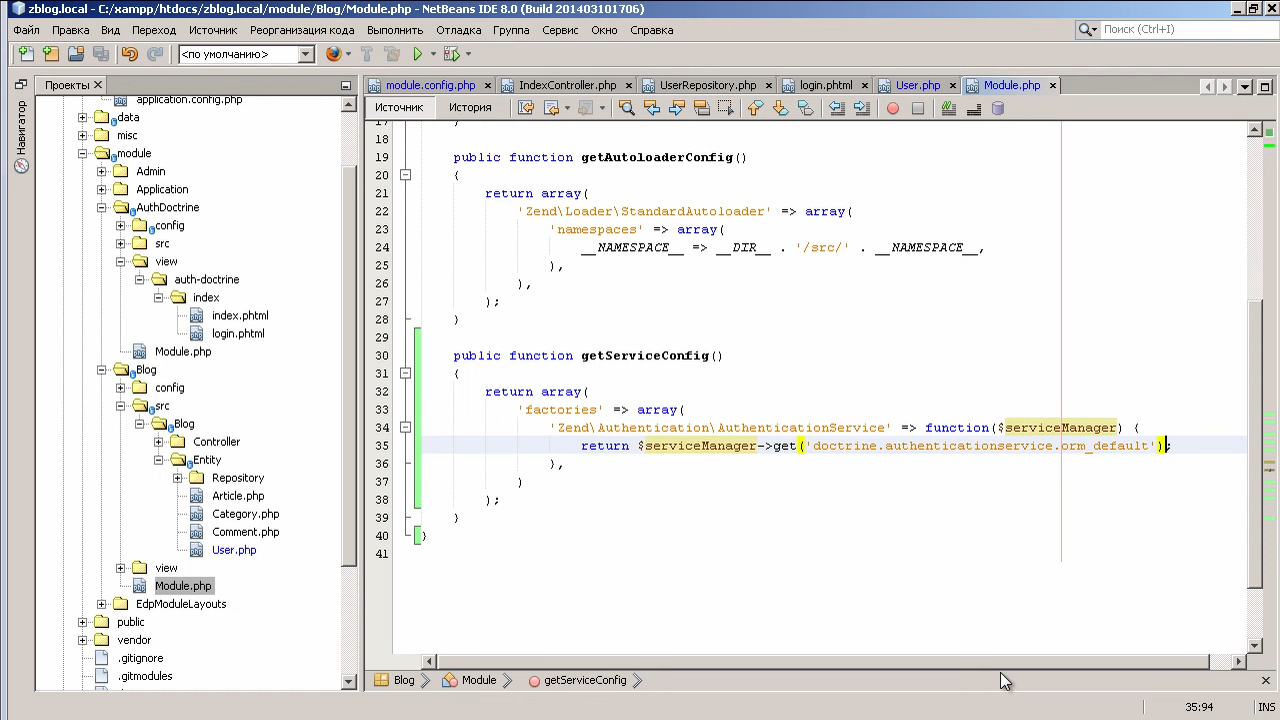 zblog.local - C:/xampp/htdocs/zblog.local/module/Blog/Module.php - NetBeans IDE 8.0 (Build 201403101706)
Файл Правка Вид Переход Источник Реорганизация кода Выполнить Отладка Группа Сервис Окно Справка
Поиск (Ctrl+I)
<по умолчанию>
Проекты
module.config.php IndexController.php UserRepository.php login.phtml User.php Module.php
Источник История
Навигатор
application.config.php
data
misc
module
Admin
Application
AuthDoctrine
config
src
view
auth-doctrine
index
index.phtml
login.phtml
Module.php
Blog
config
src
Blog
Controller
Entity
Repository
Article.php
Category.php
Comment.php
User.php
view
Module.php
EdpModuleLayouts
public
vendor
.gitignore
.gitmodules
17 }
18
19 public function getAutoloaderConfig()
20 {
21 return array(
22 'Zend\Loader\StandardAutoloader' => array(
23 'namespaces' => array(
24 __NAMESPACE__ => __DIR__ . '/src/' . __NAMESPACE__,
25 ),
26 ),
27 );
28 }
29
30 public function getServiceConfig()
31 {
32 return array(
33 'factories' => array(
34 'Zend\Authentication\AuthenticationService' => function($serviceManager) {
35 return $serviceManager->get('doctrine.authenticationservice.orm_default');
36 },
37 )
38 );
39 }
40 }
41
Blog Module getServiceConfig
35:94 INS